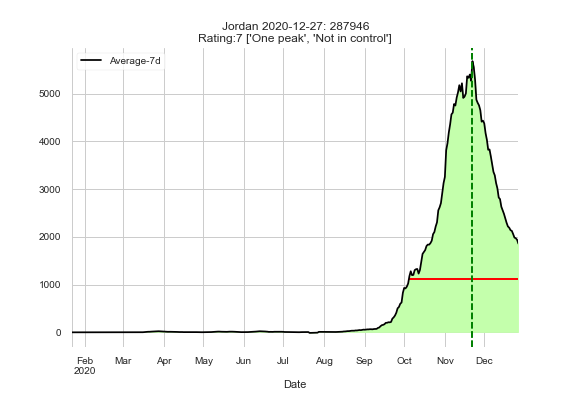 Jordan 2020-12-27: 287946
Rating:7 ['One peak', 'Not in control']
Average-7d
5000
4000
3000
2000
1000
0
Feb Mar Apr May Jun Jul Aug Sep Oct Nov Dec
2020
Date